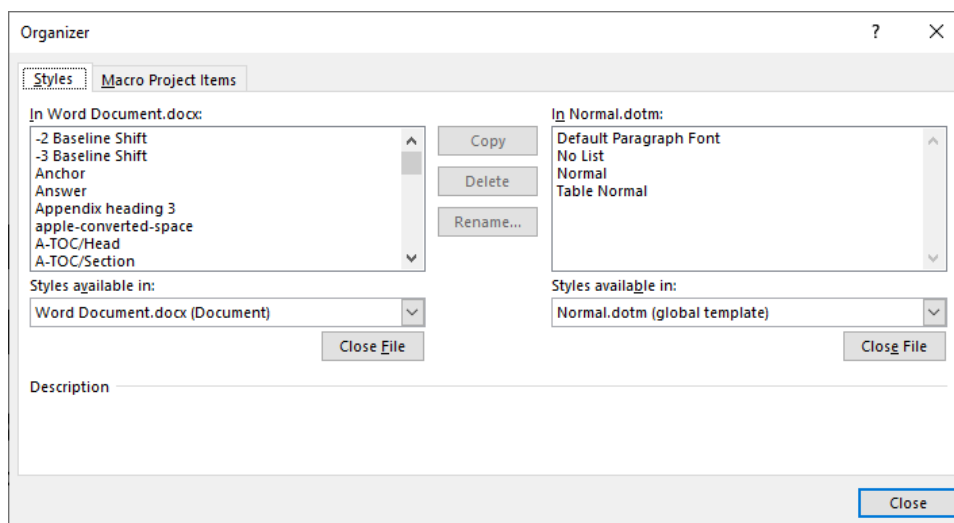 Organizer
?
Styles
Macro Project Items
In Word Document.docx:
-2 Baseline Shift
-3 Baseline Shift
Anchor
Answer
Appendix heading 3
apple-converted-space
A-TOC/Head
A-TOC/Section
Styles available in:
Word Document.docx (Document)
Close File
Copy
Delete
Rename...
In Normal.dotm:
Default Paragraph Font
No List
Normal
Table Normal
Styles available in:
Normal.dotm (global template)
Close File
Description
Close